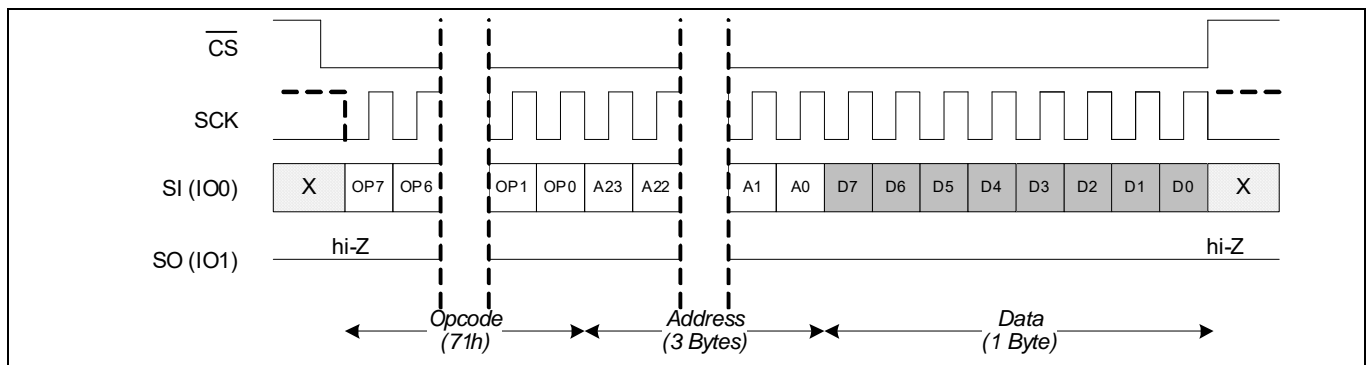 CS
SCK
SI (IO0) X OP7 OP6 OP1 OP0 A23 A22 A1 A0 D7 D6 D5 D4 D3 D2 D1 D0 X
hi-Z hi-Z
SO (IO1)
Opcode Address Data
(71h) (3 Bytes) (1 Byte)